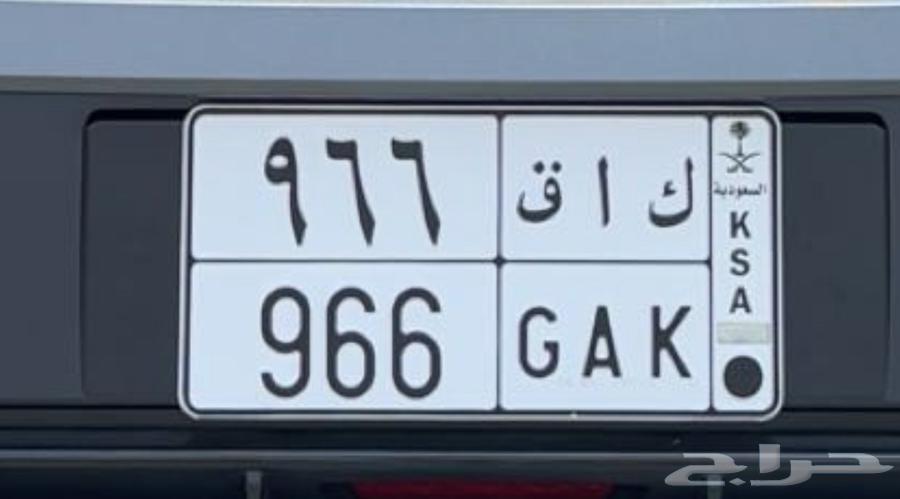 ٩٦٦ ك ا ق
966 GAK
السعودية
K
S
A
حراج